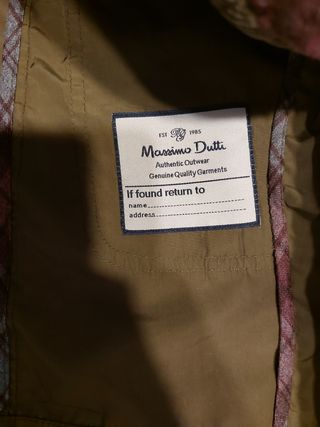 EST 1985
Massimo Dutti
Authentic Outwear
Genuine Quality Garments
If found return to
name
address